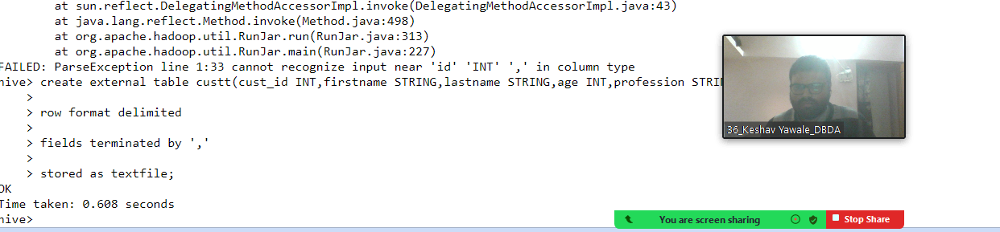 at sun.reflect.DelegatingMethodAccessorImpl.invoke(DelegatingMethodAccessorImpl.java:43)
at java.lang.reflect.Method.invoke(Method.java:498)
at org.apache.hadoop.util.RunJar.run(RunJar.java:313)
at org.apache.hadoop.util.RunJar.main(RunJar.java:227)
FAILED: ParseException line 1:33 cannot recognize input near 'id' 'INT' ',' in column type
hive> create external table custt(cust_id INT,firstname STRING,lastname STRING,age INT,profession STRIN
>
> row format delimited
>
> fields terminated by ','
>
> stored as textfile;
OK
Time taken: 0.608 seconds
hive>
36_Keshav Yawale_DBDA
You are screen sharing
Stop Share